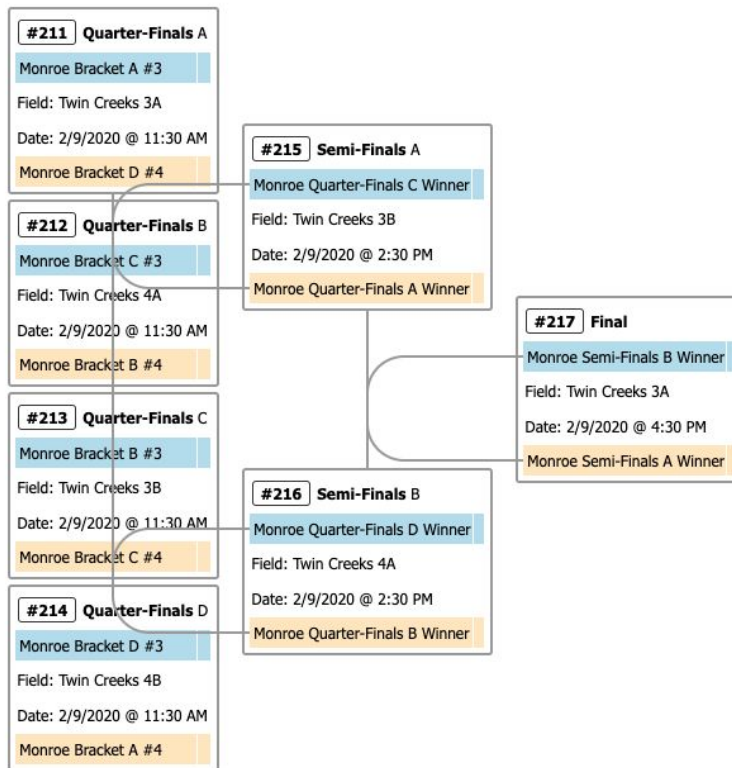 #211 Quarter-Finals A
Monroe Bracket A #3
Field: Twin Creeks 3A
Date: 2/9/2020 @ 11:30 AM
Monroe Bracket D #4
#212 Quarter-Finals B
Monroe Bracket C #3
Field: Twin Creeks 4A
Date: 2/9/2020 @ 11:30 AM
Monroe Bracket B #4
#213 Quarter-Finals C
Monroe Bracket B #3
Field: Twin Creeks 3B
Date: 2/9/2020 @ 11:30 AM
Monroe Bracket C #4
#214 Quarter-Finals D
Monroe Bracket D #3
Field: Twin Creeks 4B
Date: 2/9/2020 @ 11:30 AM
Monroe Bracket A #4
#215 Semi-Finals A
Monroe Quarter-Finals C Winner
Field: Twin Creeks 3B
Date: 2/9/2020 @ 2:30 PM
Monroe Quarter-Finals A Winner
#216 Semi-Finals B
Monroe Quarter-Finals D Winner
Field: Twin Creeks 4A
Date: 2/9/2020 @ 2:30 PM
Monroe Quarter-Finals B Winner
#217 Final
Monroe Semi-Finals B Winner
Field: Twin Creeks 3A
Date: 2/9/2020 @ 4:30 PM
Monroe Semi-Finals A Winner